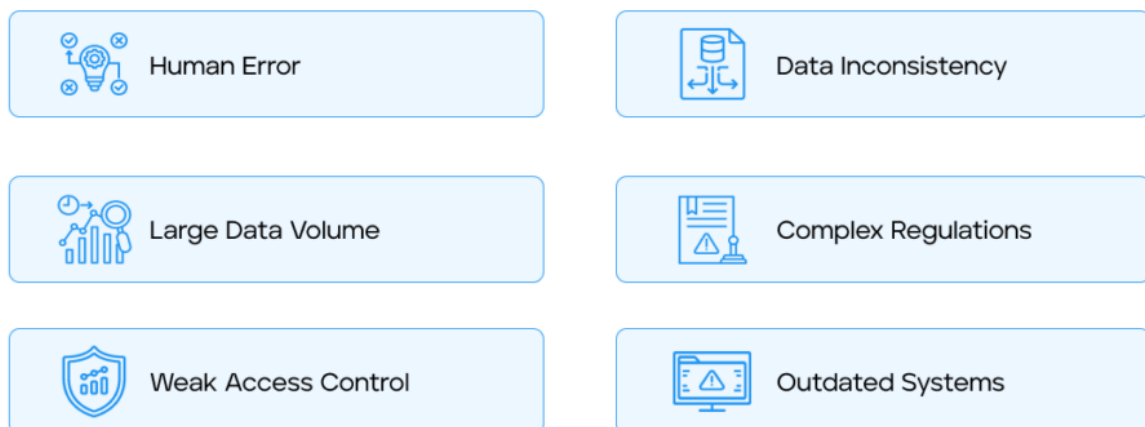 Human Error
Data Inconsistency
Large Data Volume
Complex Regulations
Weak Access Control
Outdated Systems